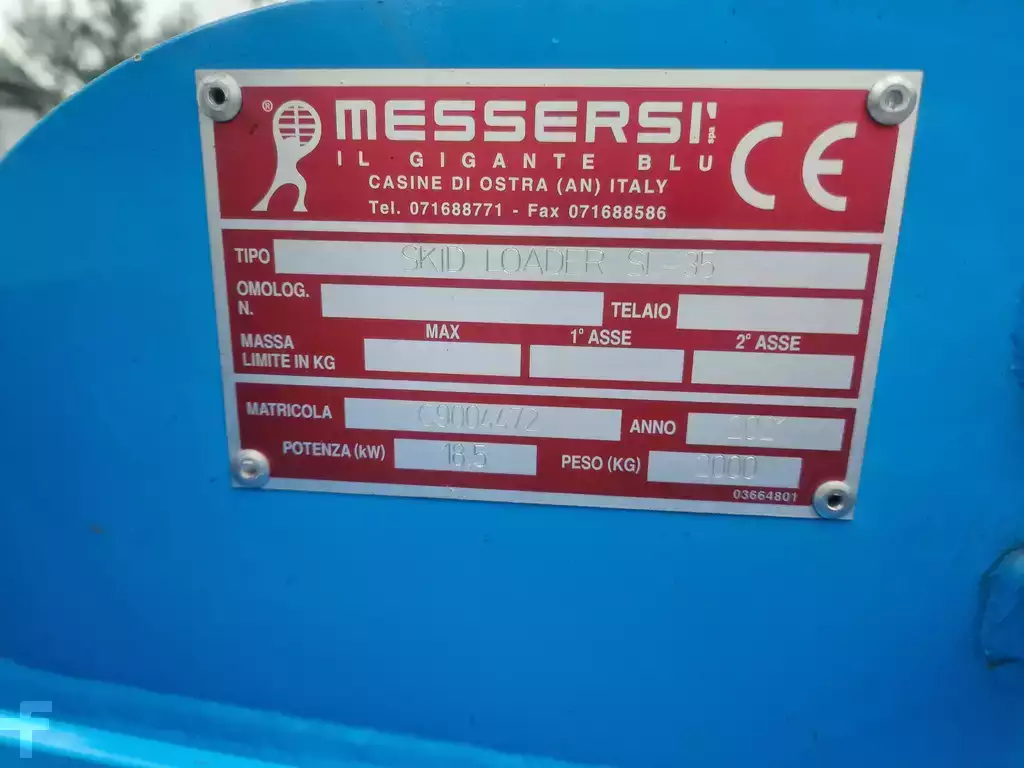 ® MESSERSI' spa
IL GIGANTE BLU
CASINE DI OSTRA (AN) ITALY
Tel. 071688771 - Fax 071688586
CE
TIPO SKID LOADER SL-35
OMOLOG. N. TELAIO
MASSA LIMITE IN KG MAX 1° ASSE 2° ASSE
MATRICOLA C9004472 ANNO
POTENZA (kW) 18,5 PESO (KG) 2000
03664801
F